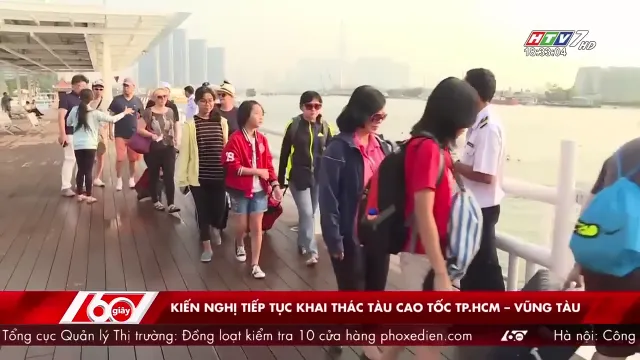 HTV7 HD
18:33:04
60 giây
KIẾN NGHỊ TIẾP TỤC KHAI THÁC TÀU CAO TỐC TP.HCM – VŨNG TÀU
Tổng cục Quản lý Thị trường: Đồng loạt kiểm tra 10 cửa hàng phoxedien.com 60 Hà Nội: Công